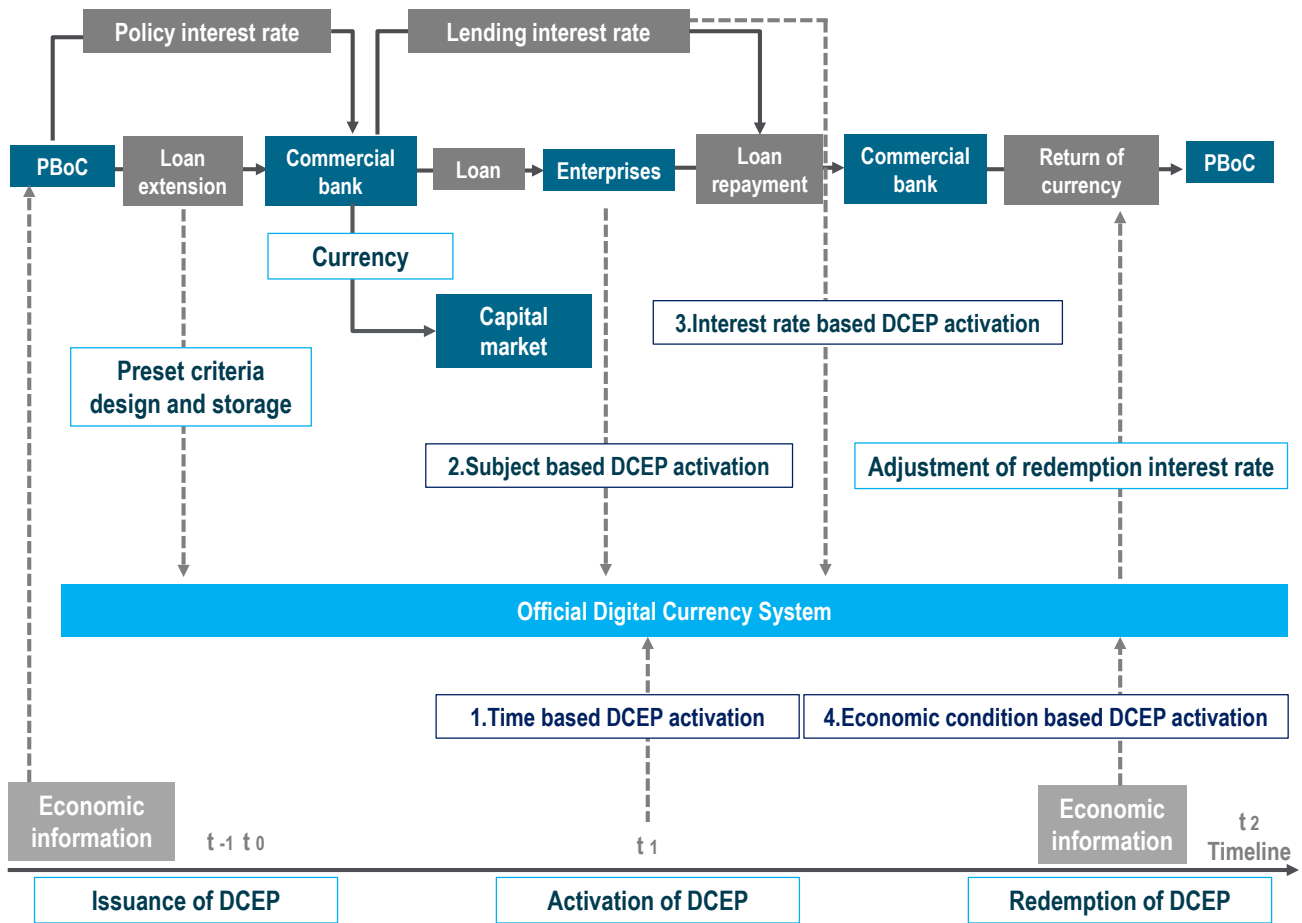 Policy interest rate
Lending interest rate
PBoC
Loan
extension
Commercial
bank
Loan
Enterprises
Loan
repayment
Commercial
bank
Return of
currency
PBoC
Currency
Capital
market
3.Interest rate based DCEP activation
Preset criteria
design and storage
2.Subject based DCEP activation
Adjustment of redemption interest rate
Official Digital Currency System
1.Time based DCEP activation
4.Economic condition based DCEP activation
Economic
information
t -1 t 0
t 1
Economic
information
t 2
Timeline
Issuance of DCEP
Activation of DCEP
Redemption of DCEP